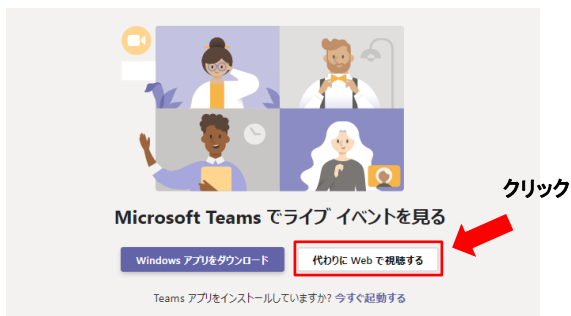 クリック
Microsoft Teams でライブ イベントを見る
Windows アプリをダウンロード
代わりに Web で視聴する
Teams アプリをインストールしていますか? 今すぐ起動する